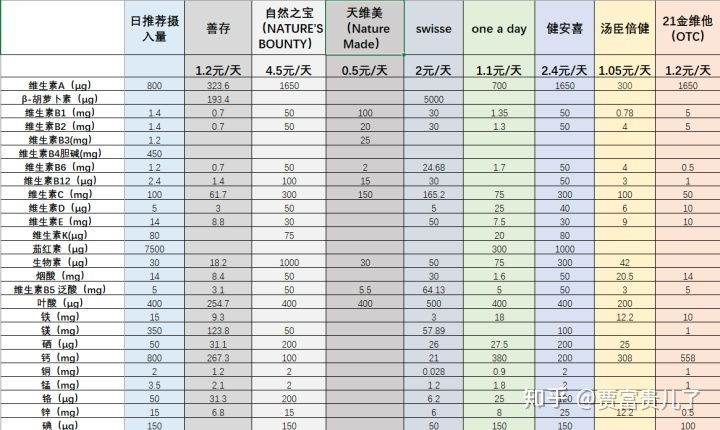 日推荐摄入量 善存 自然之宝(NATURE'S BOUNTY) 天维美(Nature Made) swisse one a day 健安喜 汤臣倍健 21金维他(OTC)
1.2元/天 4.5元/天 0.5元/天 2元/天 1.1元/天 2.4元/天 1.05元/天 1.2元/天
维生素A(μg) 800 323.6 1650 700 1650 300 1650
β-胡萝卜素(μg) 193.4 5000
维生素B1(mg) 1.4 0.7 50 100 30 1.35 50 0.78 5
维生素B2(mg) 1.4 0.7 50 20 30 1.3 50 4 5
维生素B3(mg) 1.2 25
维生素B4胆碱(mg) 450
维生素B6(mg) 1.2 0.7 50 2 24.68 1.7 50 4 0.5
维生素B12(μg) 2.4 1.4 100 15 30 50 3 1
维生素C(mg) 100 61.7 300 150 165.2 75 300 100 50
维生素D(μg) 5 3 50 5 25 40 6 10
维生素E(mg) 14 8.8 30 50 7.5 30 9 10
维生素K(μg) 80 75 20 80
茄红素(μg) 7500 300 1000
生物素(μg) 30 18.2 1000 30 50 75 300 42
烟酸(mg) 14 8.4 50 30 1.6 50 20.5 14
维生素B5 泛酸(mg) 5 3.1 50 5.5 64.13 5 50 3 5
叶酸(μg) 400 254.7 400 400 500 400 400 200
铁(mg) 15 9.3 3 18 12.2 10
镁(mg) 350 123.8 50 57.89 100 1
硒(μg) 50 31.1 200 26 27.5 200 25
钙(mg) 800 267.3 100 21 380 200 308 558
铜(mg) 2 1.2 2 0.028 0.9 2 1
锰(mg) 3.5 2.1 2 1.2 1.8 2 1
铬(μg) 50 31.3 200 6.2 25 120
锌(mg) 15 6.8 15 6 8 25 12.2 0.5
碘(μg) 150 150 150 50 150 150 100
知乎 @贾富贵儿了